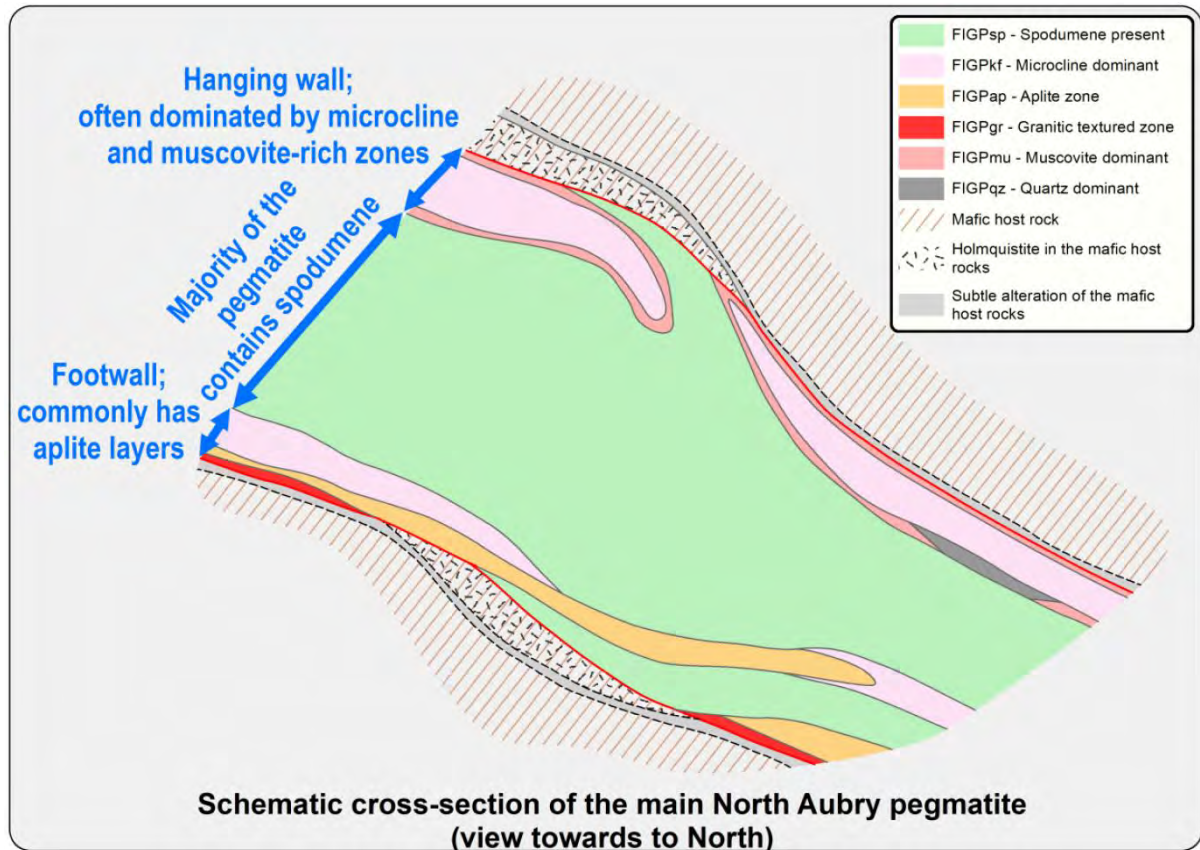 Hanging wall;
often dominated by microcline
and muscovite-rich zones
Majority of the
pegmatite
contains spodumene
Footwall;
commonly has
aplite layers
FIGPsp - Spodumene present
FIGPkf - Microcline dominant
FIGPap - Aplite zone
FIGPgr - Granitic textured zone
FIGPmu - Muscovite dominant
FIGPqz - Quartz dominant
Mafic host rock
Holmquistite in the mafic host
rocks
Subtle alteration of the mafic
host rocks
Schematic cross-section of the main North Aubry pegmatite
(view towards to North)